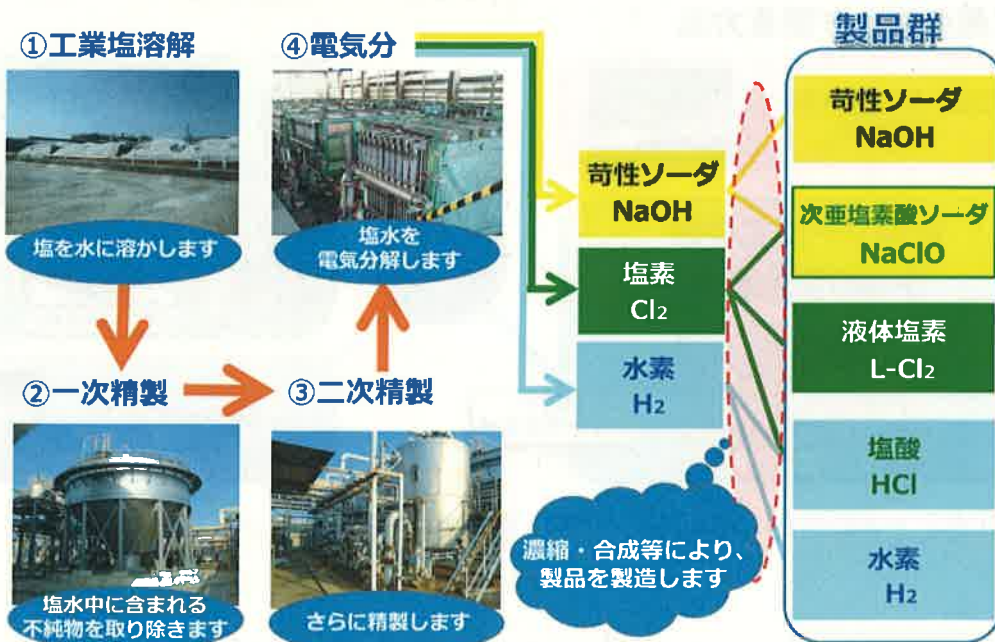 ①工業塩溶解
塩を水に溶かします
②一次精製
塩水中に含まれる
不純物を取り除きます
③二次精製
さらに精製します
④電気分
塩水を
電気分解します
苛性ソーダ
NaOH
塩素
Cl₂
水素
H₂
濃縮・合成等により、
製品を製造します
製品群
苛性ソーダ
NaOH
次亜塩素酸ソーダ
NaClO
液体塩素
L-Cl₂
塩酸
HCl
水素
H₂